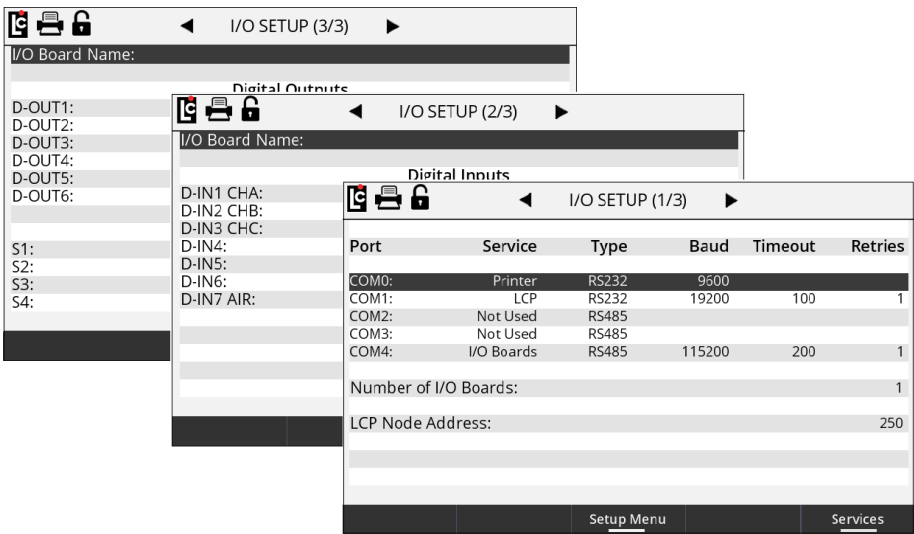 LC I/O SETUP (3/3)
I/O Board Name:
Digital Outputs
D-OUT1:
D-OUT2:
D-OUT3:
D-OUT4:
D-OUT5:
D-OUT6:
S1:
S2:
S3:
S4:
LC I/O SETUP (2/3)
I/O Board Name:
Digital Inputs
D-IN1 CHA:
D-IN2 CHB:
D-IN3 CHC:
D-IN4:
D-IN5:
D-IN6:
D-IN7 AIR:
LC I/O SETUP (1/3)
Port Service Type Baud Timeout Retries
COM0: Printer RS232 9600
COM1: LCP RS232 19200 100 1
COM2: Not Used RS485
COM3: Not Used RS485
COM4: I/O Boards RS485 115200 200 1
Number of I/O Boards: 1
LCP Node Address: 250
Setup Menu Services